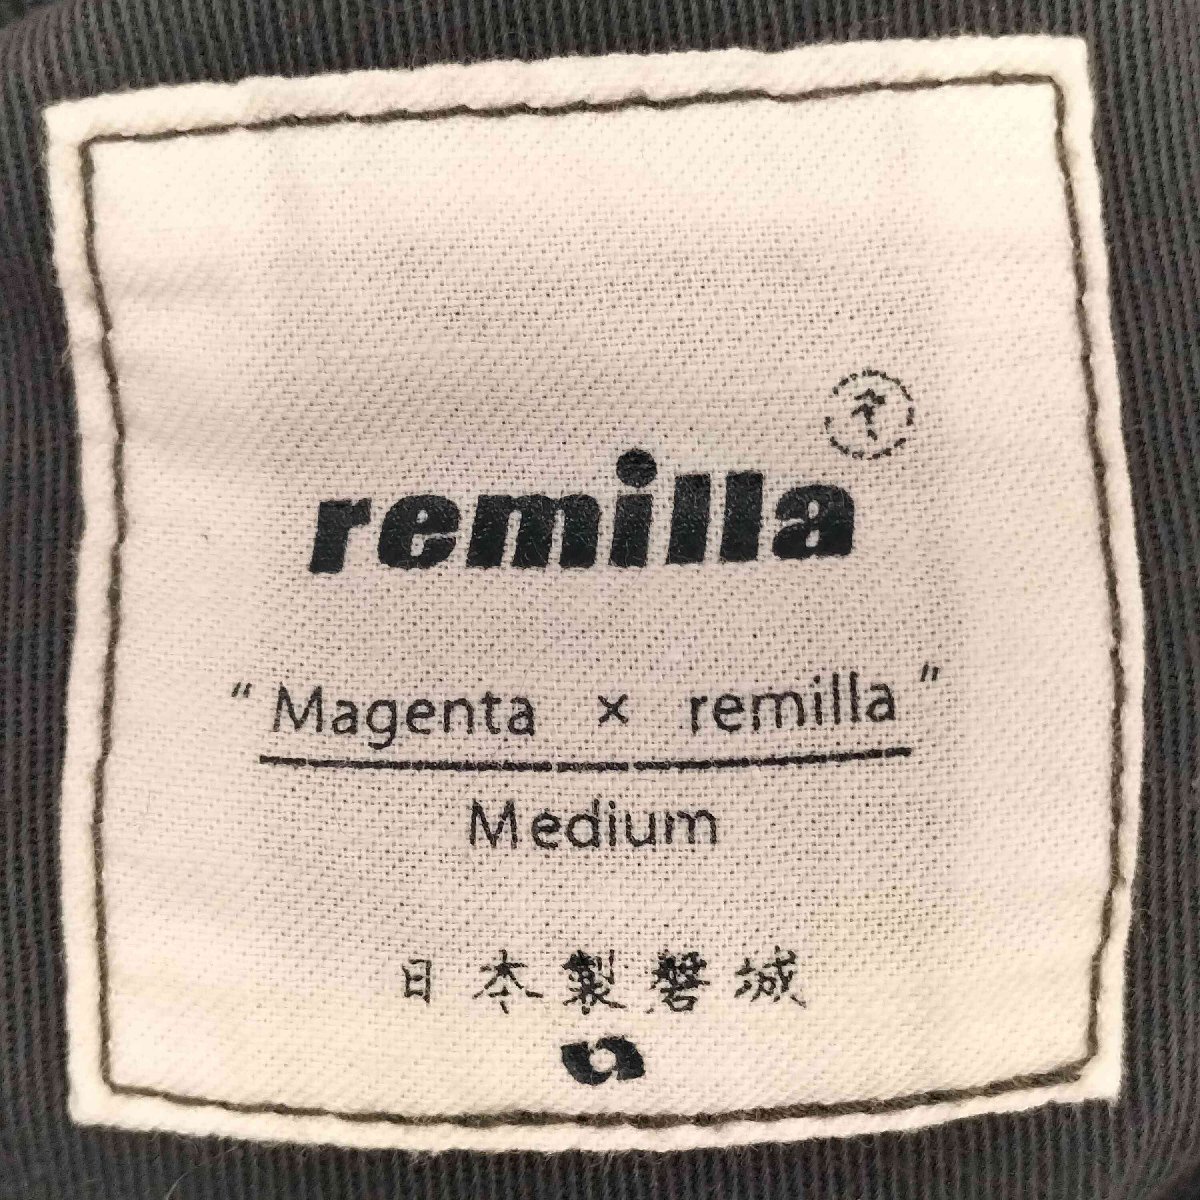 remilla
"Magenta × remilla"
Medium
日本製磐城